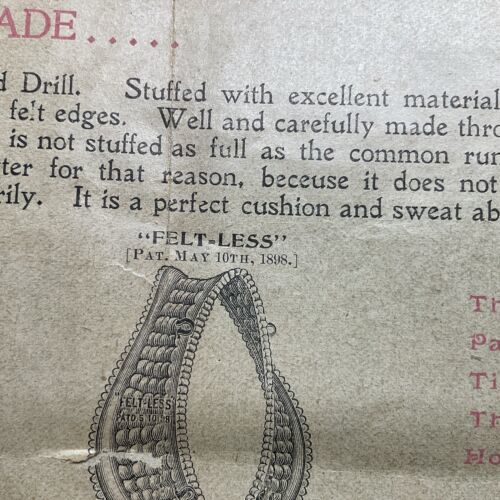 ADE.....
d Drill. Stuffed with excellent material
felt edges. Well and carefully made thro
is not stuffed as full as the common run
ter for that reason, beceuse it does not
rily. It is a perfect cushion and sweat ab
"FELT-LESS"
[PAT. MAY 10TH, 1898.]
Th
Pa
Ti
Th
Ho
"FELT-LESS"